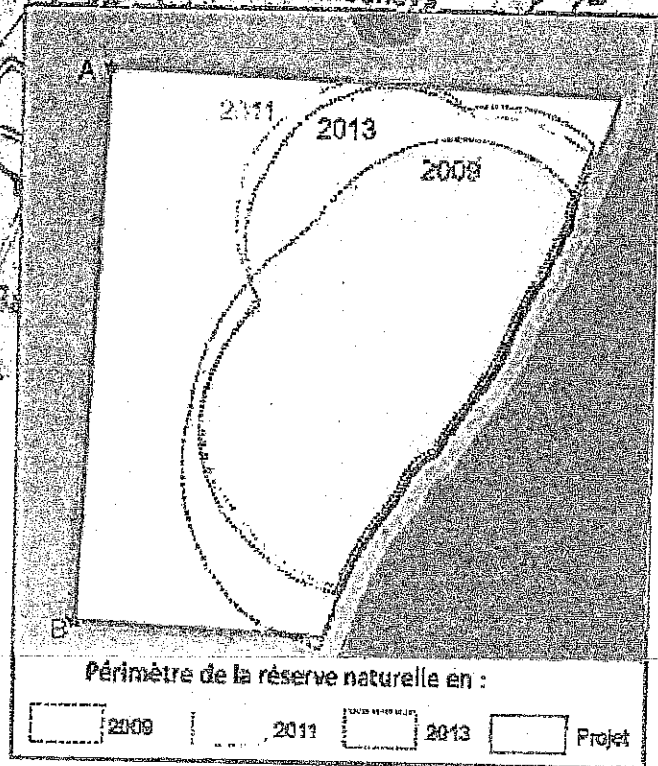 A
2011
2013
2009
B
Périmètre de la réserve naturelle en :
2009 2011 2013 Projet